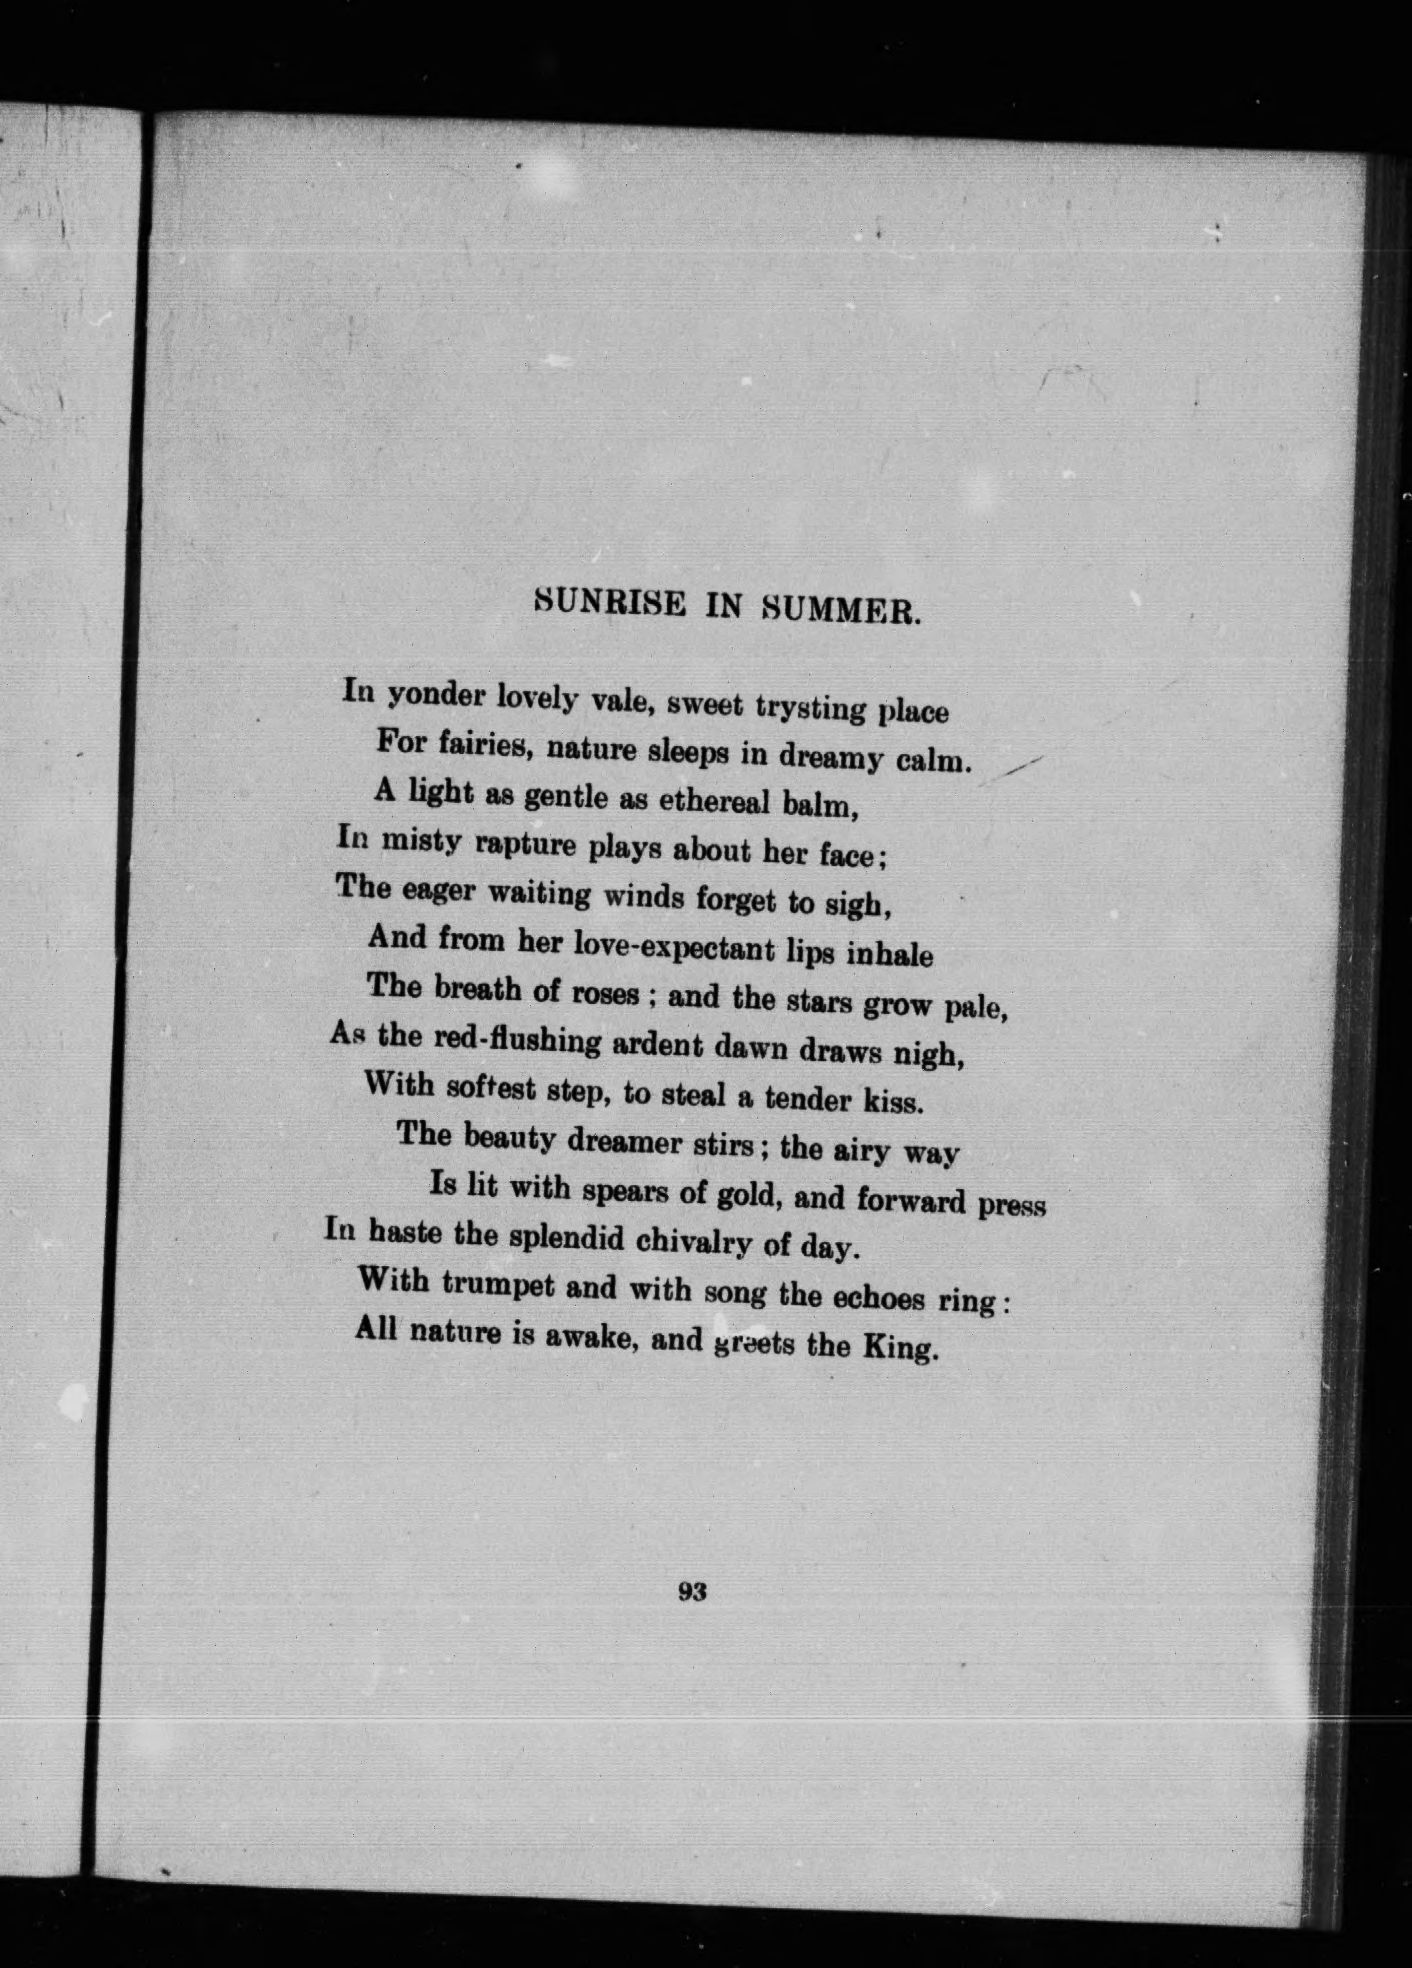 SUNRISE IN SUMMER.
In yonder lovely vale, sweet trysting place
For fairies, nature sleeps in dreamy calm.
A light as gentle as ethereal balm,
In misty rapture plays about her face;
The eager waiting winds forget to sigh,
And from her love-expectant lips inhale
The breath of roses ; and the stars grow pale,
As the red-flushing ardent dawn draws nigh,
With softest step, to steal a tender kiss.
The beauty dreamer stirs ; the airy way
Is lit with spears of gold, and forward press
In haste the splendid chivalry of day.
With trumpet and with song the echoes ring :
All nature is awake, and greets the King.
93